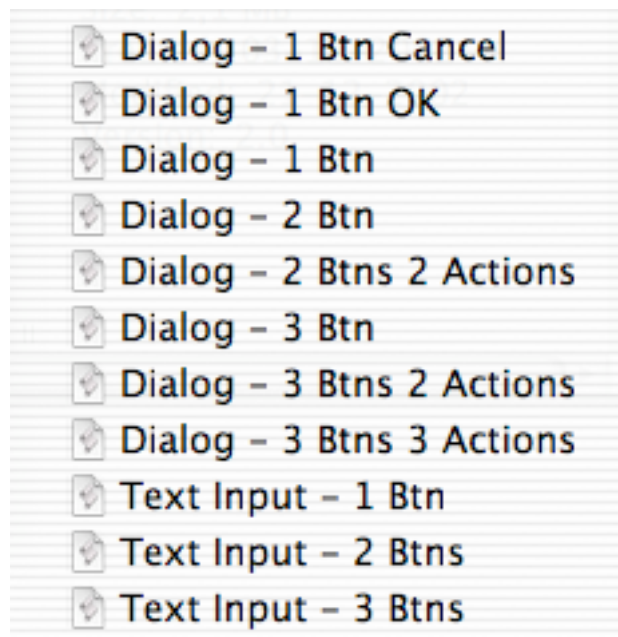 Dialog – 1 Btn Cancel
Dialog – 1 Btn OK
Dialog – 1 Btn
Dialog – 2 Btn
Dialog – 2 Btns 2 Actions
Dialog – 3 Btn
Dialog – 3 Btns 2 Actions
Dialog – 3 Btns 3 Actions
Text Input – 1 Btn
Text Input – 2 Btns
Text Input – 3 Btns